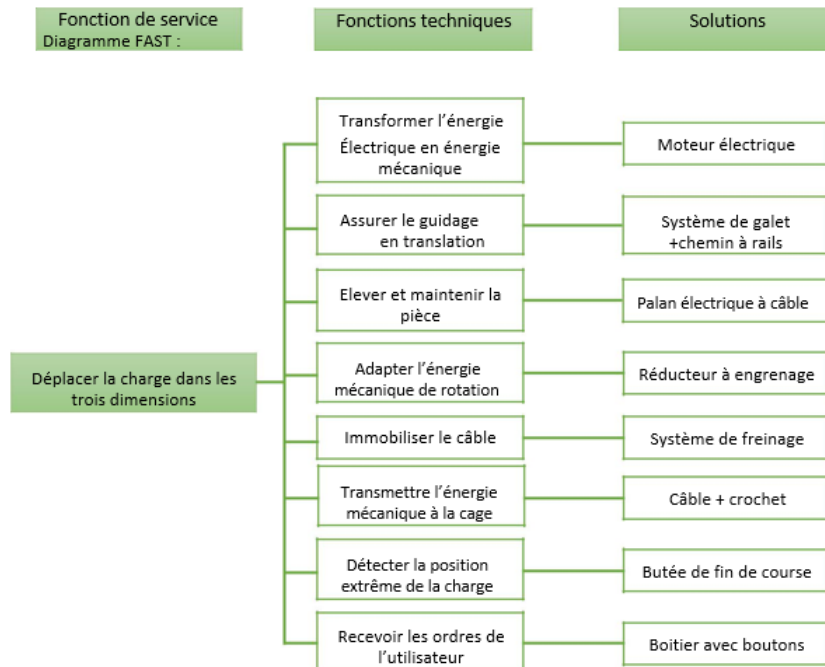 Fonction de service
Diagramme FAST :
Fonctions techniques
Solutions
Transformer l’énergie
Électrique en énergie
mécanique
Moteur électrique
Assurer le guidage
en translation
Système de galet
+chemin à rails
Elever et maintenir la
pièce
Palan électrique à câble
Déplacer la charge dans les
trois dimensions
Adapter l’énergie
mécanique de rotation
Réducteur à engrenage
Immobiliser le câble
Système de freinage
Transmettre l’énergie
mécanique à la cage
Câble + crochet
Détecter la position
extrême de la charge
Butée de fin de course
Recevoir les ordres de
l’utilisateur
Boitier avec boutons